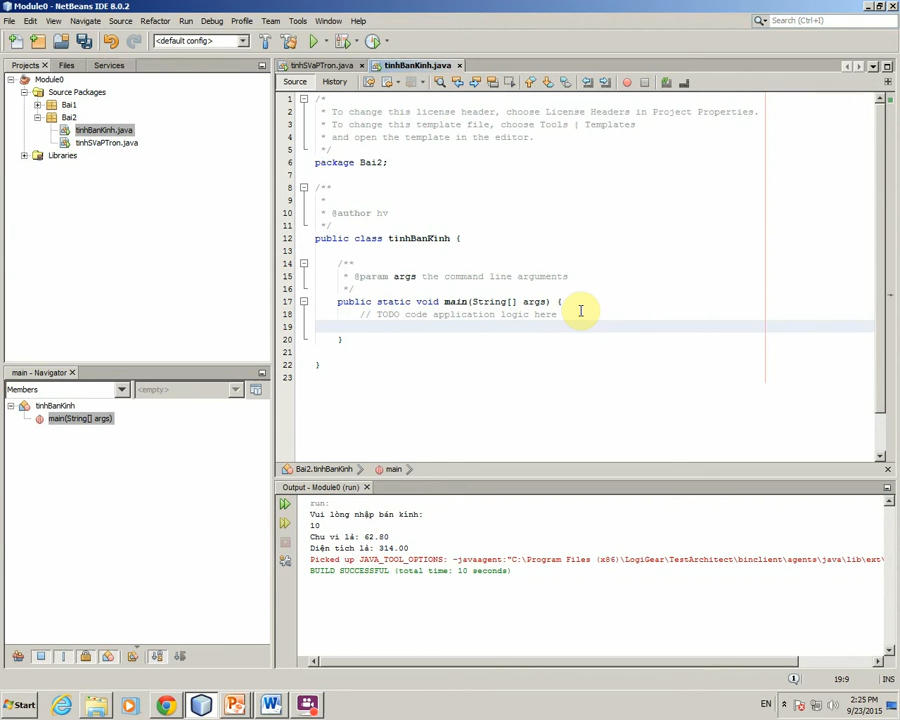 Module0 - NetBeans IDE 8.0.2
File Edit View Navigate Source Refactor Run Debug Profile Team Tools Window Help
Search (Ctrl+I)
<default config>
Projects Files Services
Module0
Source Packages
Bai1
Bai2
tinhBanKinh.java
tinhSVaPTron.java
Libraries
tinhSVaPTron.java tinhBanKinh.java
Source History
1 /*
2 * To change this license header, choose License Headers in Project Properties.
3 * To change this template file, choose Tools | Templates
4 * and open the template in the editor.
5 */
6 package Bai2;
7
8 /**
9 *
10 * @author hv
11 */
12 public class tinhBanKinh {
13
14 /**
15 * @param args the command line arguments
16 */
17 public static void main(String[] args) {
18 // TODO code application logic here
19
20 }
21
22 }
23
main - Navigator
Members
<empty>
tinhBanKinh
main(String[] args)
Bai2.tinhBanKinh main
Output - Module0 (run)
run:
Vui lòng nhập bán kính:
10
Chu vi là: 62.80
Diện tích là: 314.00
Picked up JAVA_TOOL_OPTIONS: -javaagent:"C:\Program Files (x86)\LogiGear\TestArchitect\binclient\agents\java\lib\ext\
BUILD SUCCESSFUL (total time: 10 seconds)
19:9 INS
Start
EN
2:25 PM
9/23/2015